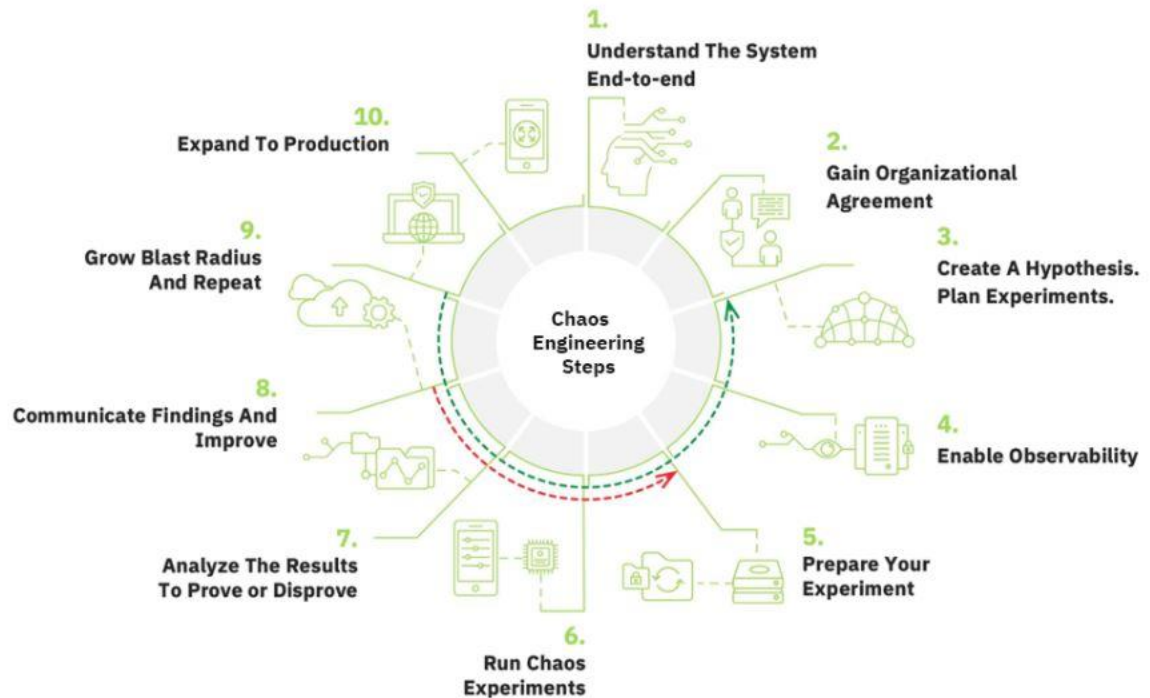 1.
Understand The System
End-to-end
2.
Gain Organizational
Agreement
3.
Create A Hypothesis.
Plan Experiments.
4.
Enable Observability
5.
Prepare Your
Experiment
6.
Run Chaos
Experiments
7.
Analyze The Results
To Prove or Disprove
8.
Communicate Findings And
Improve
9.
Grow Blast Radius
And Repeat
10.
Expand To Production
Chaos
Engineering
Steps